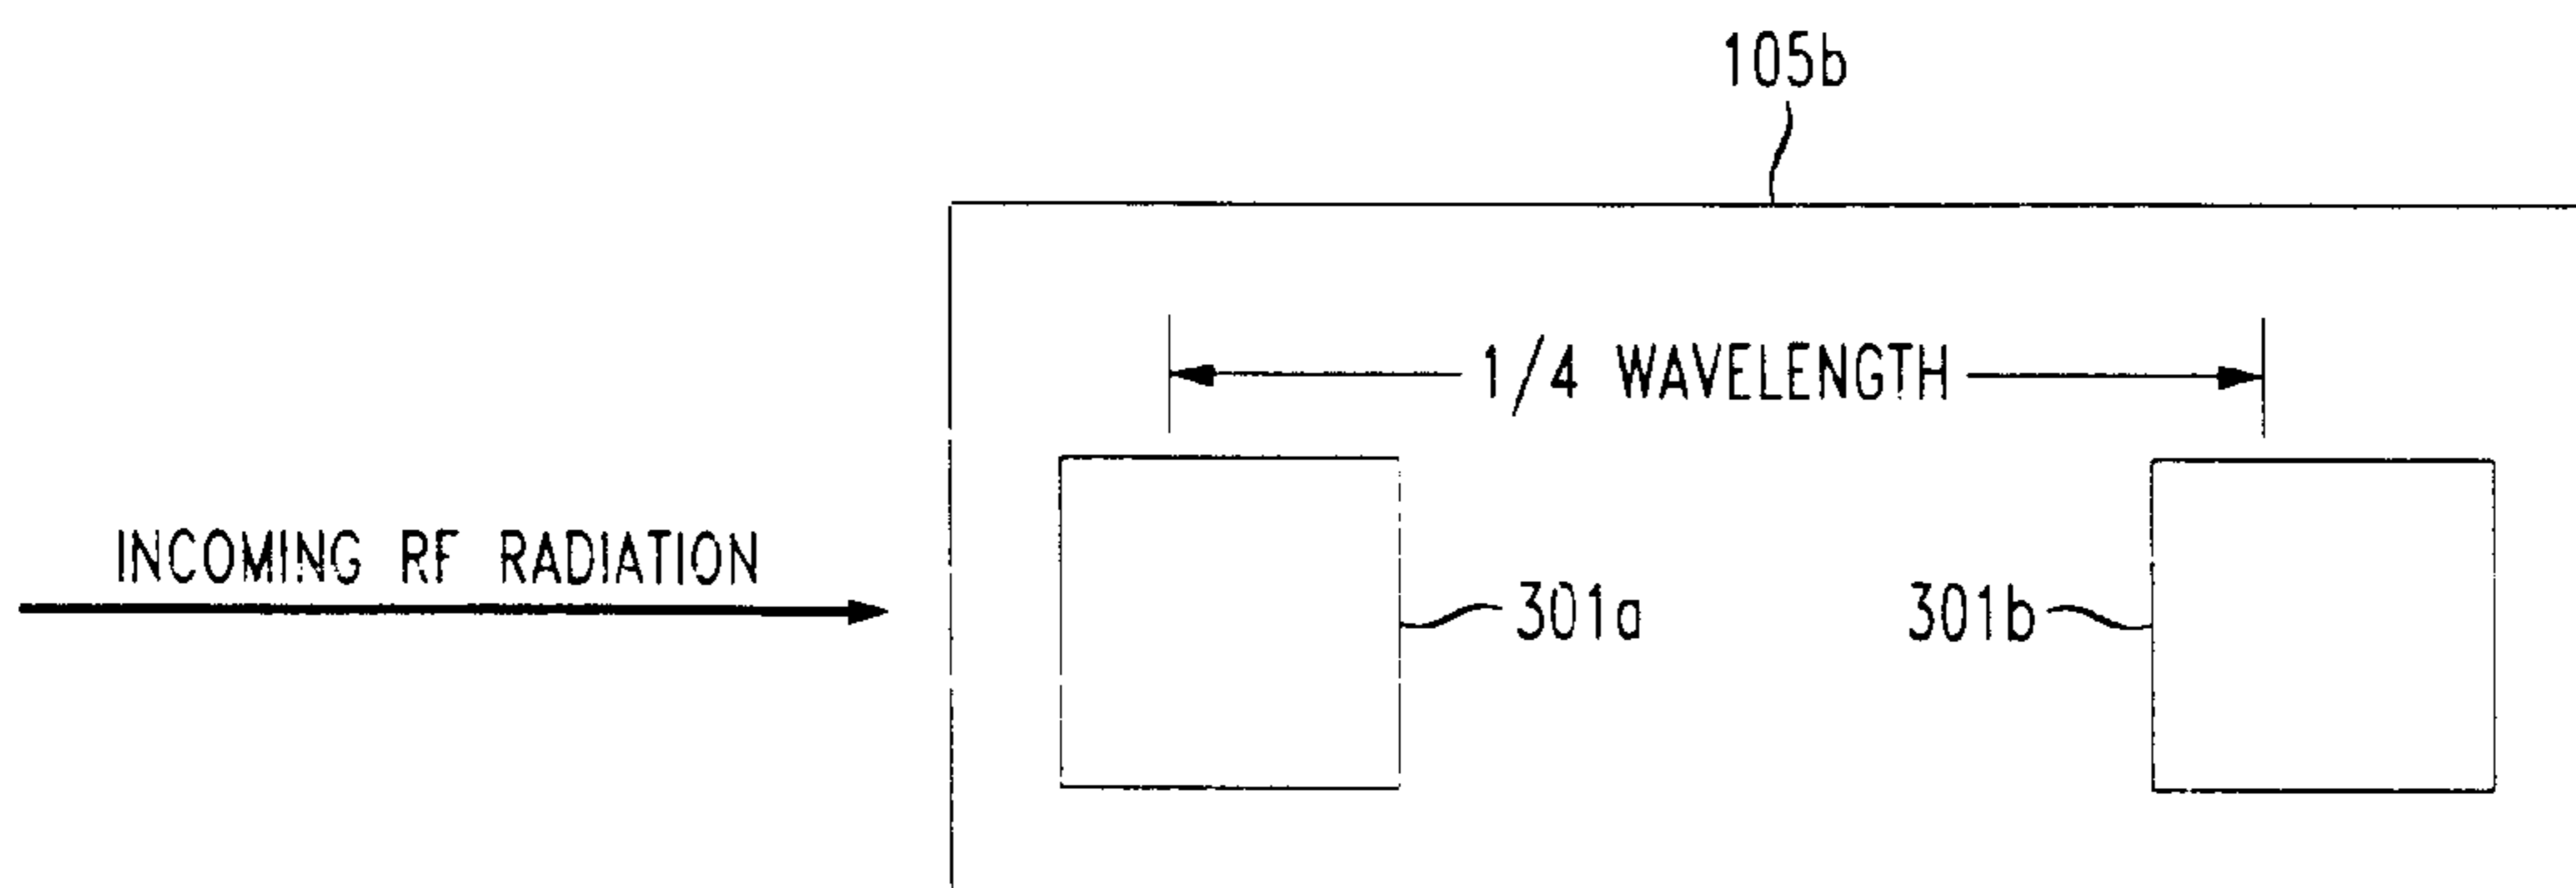 105b
1/4 WAVELENGTH
INCOMING RF RADIATION
301a
301b